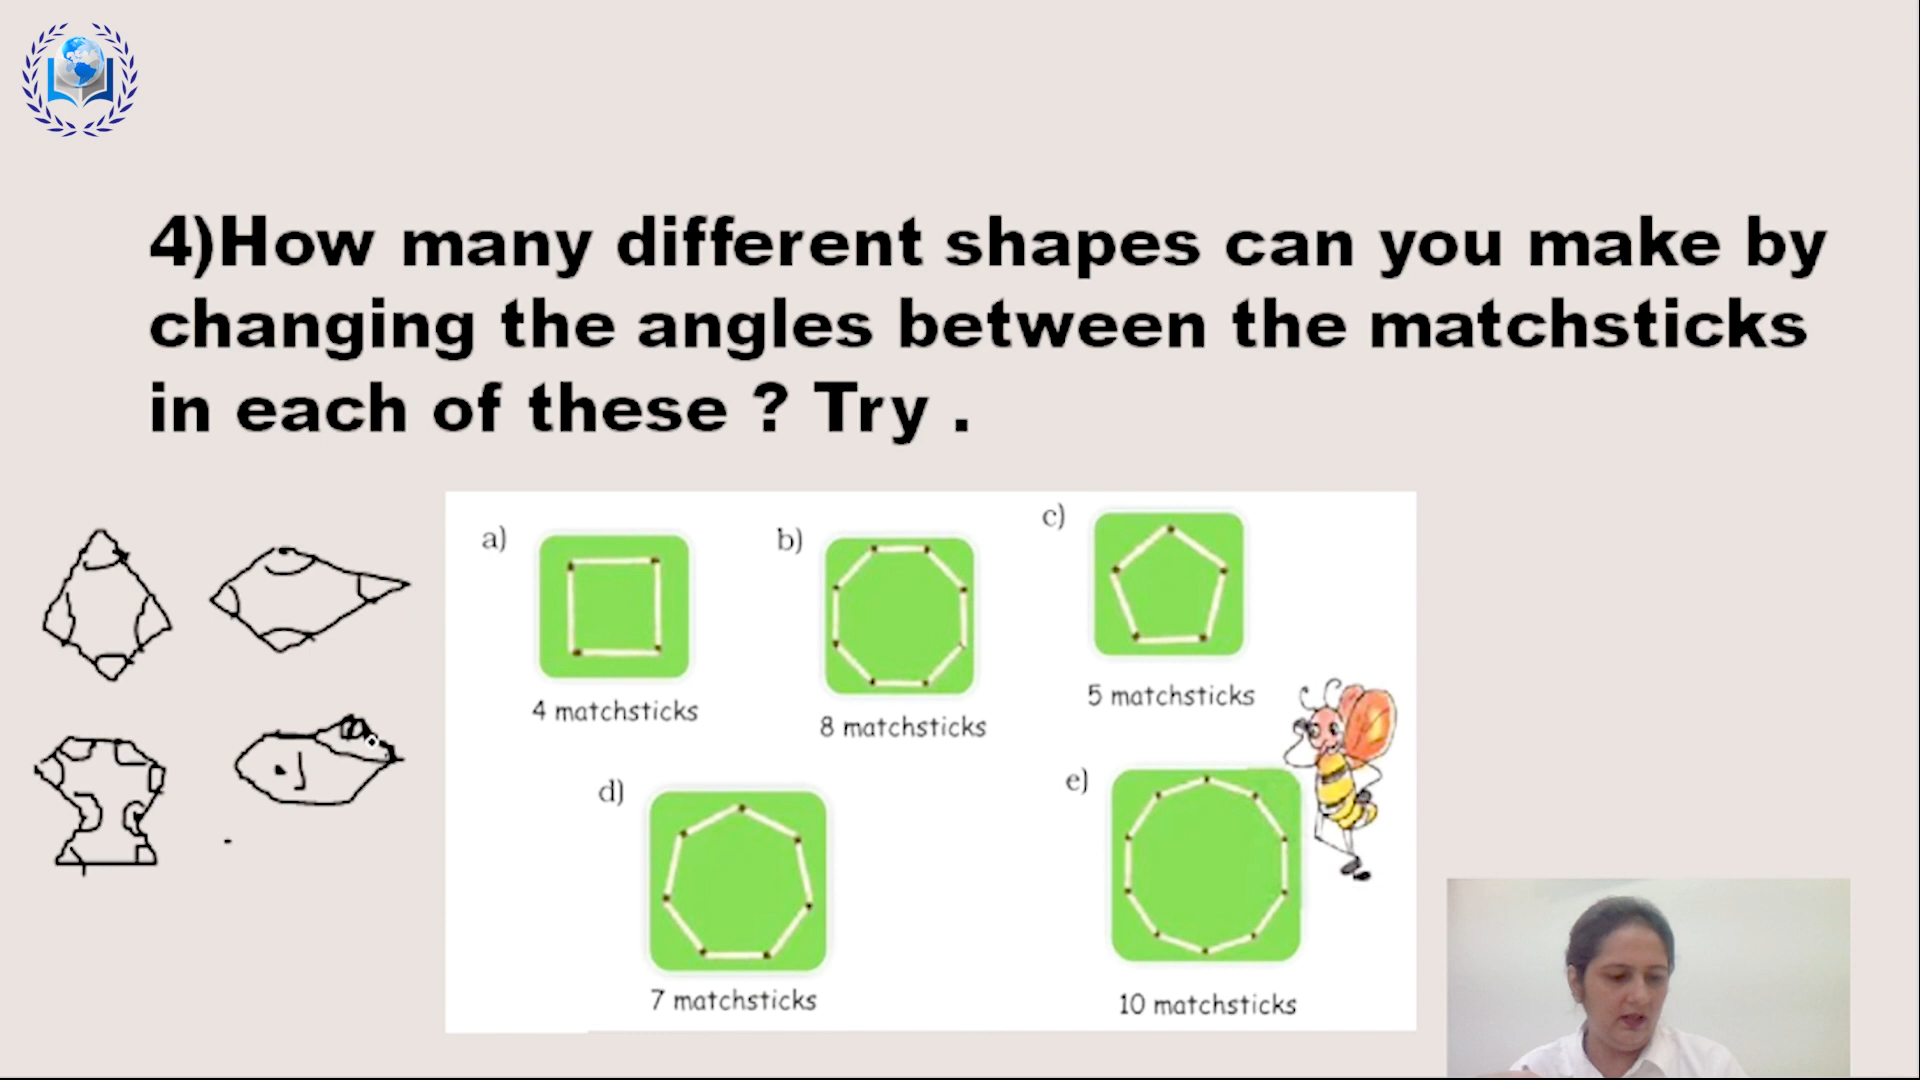 4)How many different shapes can you make by
changing the angles between the matchsticks
in each of these ? Try .
a)
4 matchsticks
b)
8 matchsticks
c)
5 matchsticks
d)
7 matchsticks
e)
10 matchsticks